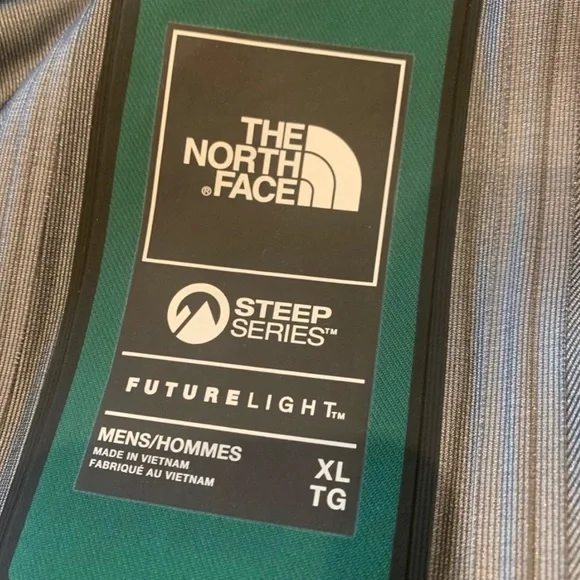 THE
NORTH
® FACE
STEEP
SERIES™
FUTURELIGHT™
MENS/HOMMES
MADE IN VIETNAM
FABRIQUÉ AU VIETNAM
XL
TG